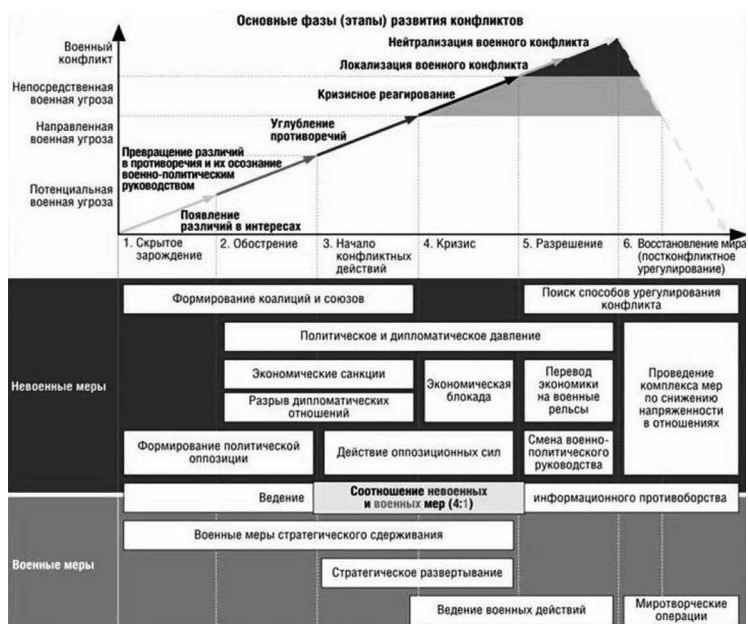 Основные фазы (этапы) развития конфликтов
Военный
конфликт
Непосредственная
военная угроза
Направленная
военная угроза
Потенциальная
военная угроза
Нейтрализация военного конфликта
Локализация военного конфликта
Кризисное реагирование
Углубление
противоречий
Превращение различий
в противоречия и их осознание
военно-политическим
руководством
Появление
различий в интересах
1. Скрытое
зарождение
2. Обострение
3. Начало
конфликтных
действий
4. Кризис
5. Разрешение
6. Восстановление мира
(постконфликтное
урегулирование)
Невоенные меры
Формирование коалиций и союзов
Поиск способов урегулирования
конфликта
Политическое и дипломатическое давление
Экономические санкции
Разрыв дипломатических
отношений
Экономическая
блокада
Перевод
экономики
на военные
рельсы
Проведение
комплекса мер
по снижению
напряженности
в отношениях
Формирование политической
оппозиции
Действие оппозиционных сил
Смена военно-
политического
руководства
Ведение
Соотношение невоенных
и военных мер (4:1)
информационного противоборства
Военные меры
Военные меры стратегического сдерживания
Стратегическое развертывание
Ведение военных действий
Миротворческие
операции